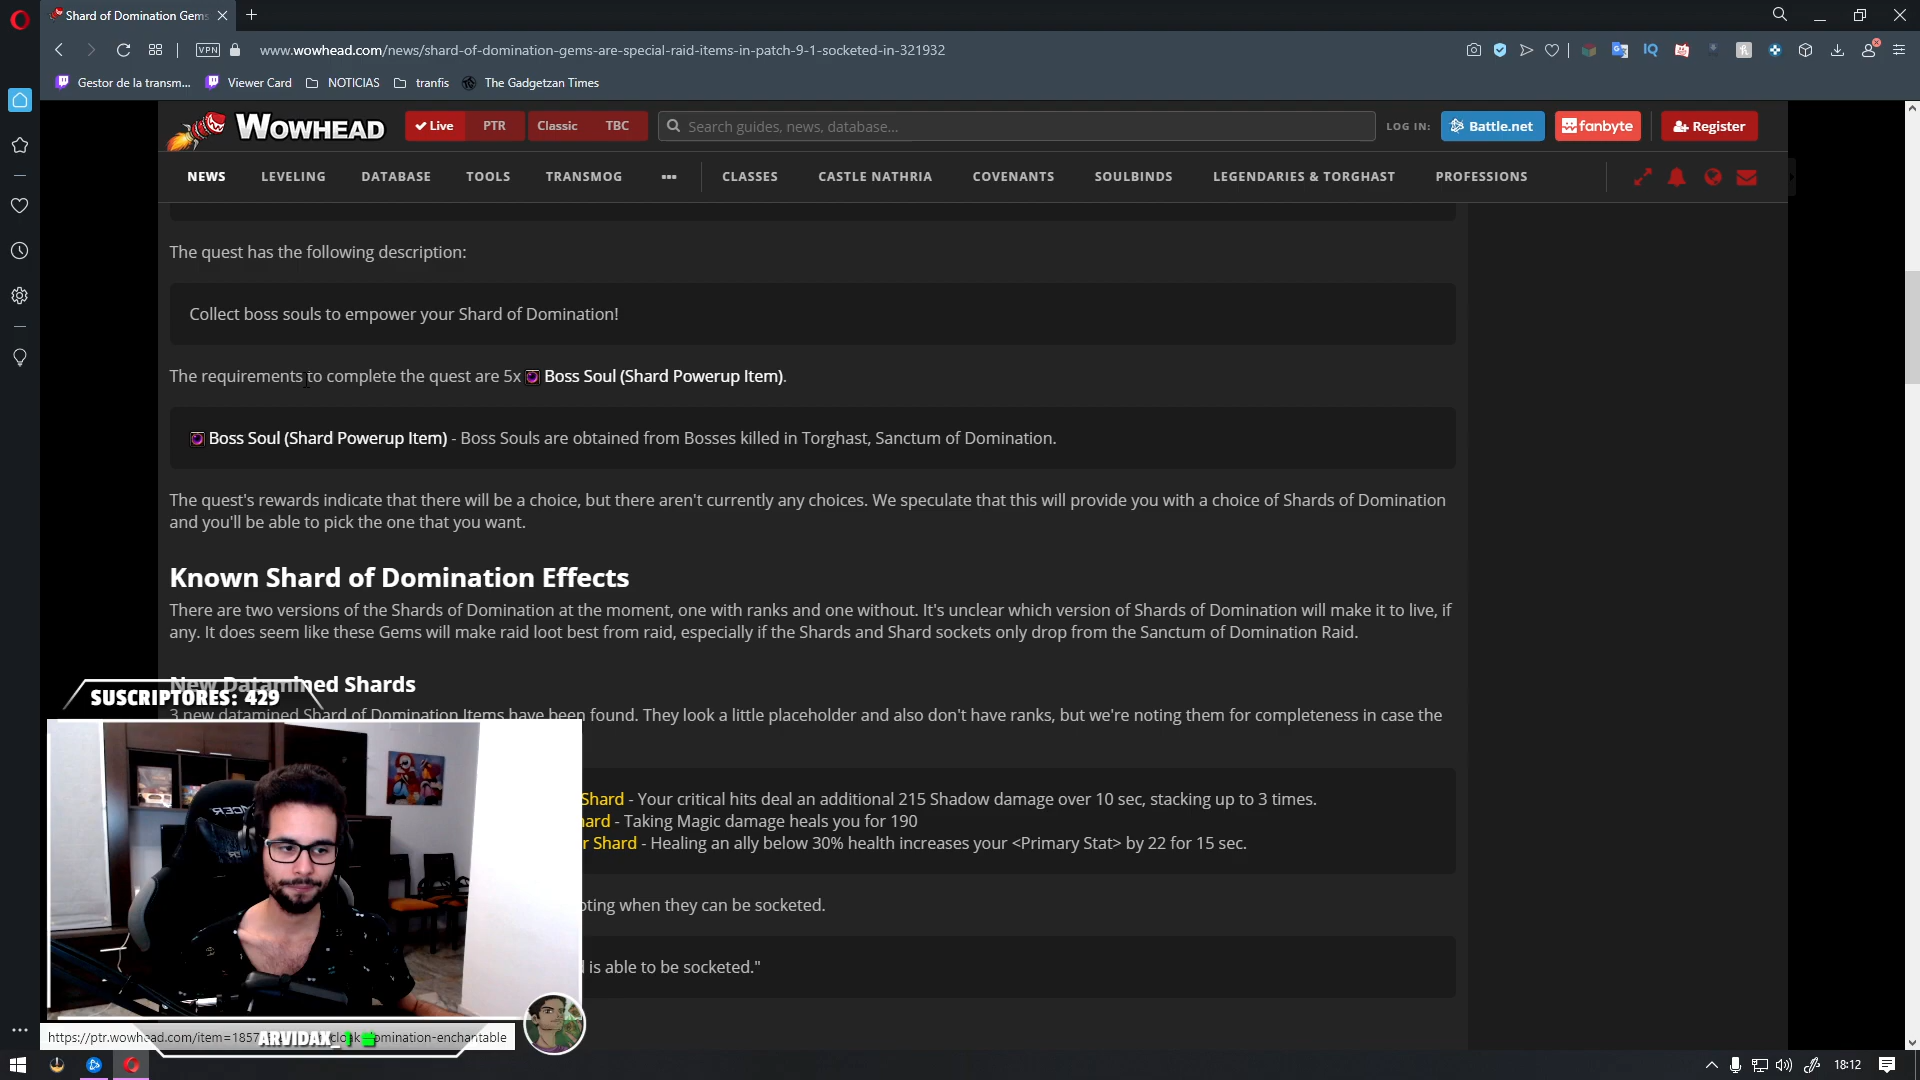 Shard of Domination Gems
www.wowhead.com/news/shard-of-domination-gems-are-special-raid-items-in-patch-9-1-socketed-in-321932
VPN
Gestor de la transm...
Viewer Card
NOTICIAS
tranfis
The Gadgetzan Times
WOWHEAD
Live
PTR
Classic
TBC
Search guides, news, database...
LOG IN:
Battle.net
fanbyte
Register
NEWS
LEVELING
DATABASE
TOOLS
TRANSMOG
CLASSES
CASTLE NATHRIA
COVENANTS
SOULBINDS
LEGENDARIES & TORGHAST
PROFESSIONS
The quest has the following description:
Collect boss souls to empower your Shard of Domination!
The requirements to complete the quest are 5x Boss Soul (Shard Powerup Item).
Boss Soul (Shard Powerup Item) - Boss Souls are obtained from Bosses killed in Torghast, Sanctum of Domination.
The quest's rewards indicate that there will be a choice, but there aren't currently any choices. We speculate that this will provide you with a choice of Shards of Domination
and you'll be able to pick the one that you want.
Known Shard of Domination Effects
There are two versions of the Shards of Domination at the moment, one with ranks and one without. It's unclear which version of Shards of Domination will make it to live, if
any. It does seem like these Gems will make raid loot best from raid, especially if the Shards and Shard sockets only drop from the Sanctum of Domination Raid.
New Datamined Shards
SUSCRIPTORES: 429
3 new datamined Shard of Domination Items have been found. They look a little placeholder and also don't have ranks, but we're noting them for completeness in case the
Shard - Your critical hits deal an additional 215 Shadow damage over 10 sec, stacking up to 3 times.
hard - Taking Magic damage heals you for 190
r Shard - Healing an ally below 30% health increases your <Primary Stat> by 22 for 15 sec.
oting when they can be socketed.
is able to be socketed."
https://ptr.wowhead.com/item=1857
omination-enchantable
ARVIDAX_
18:12